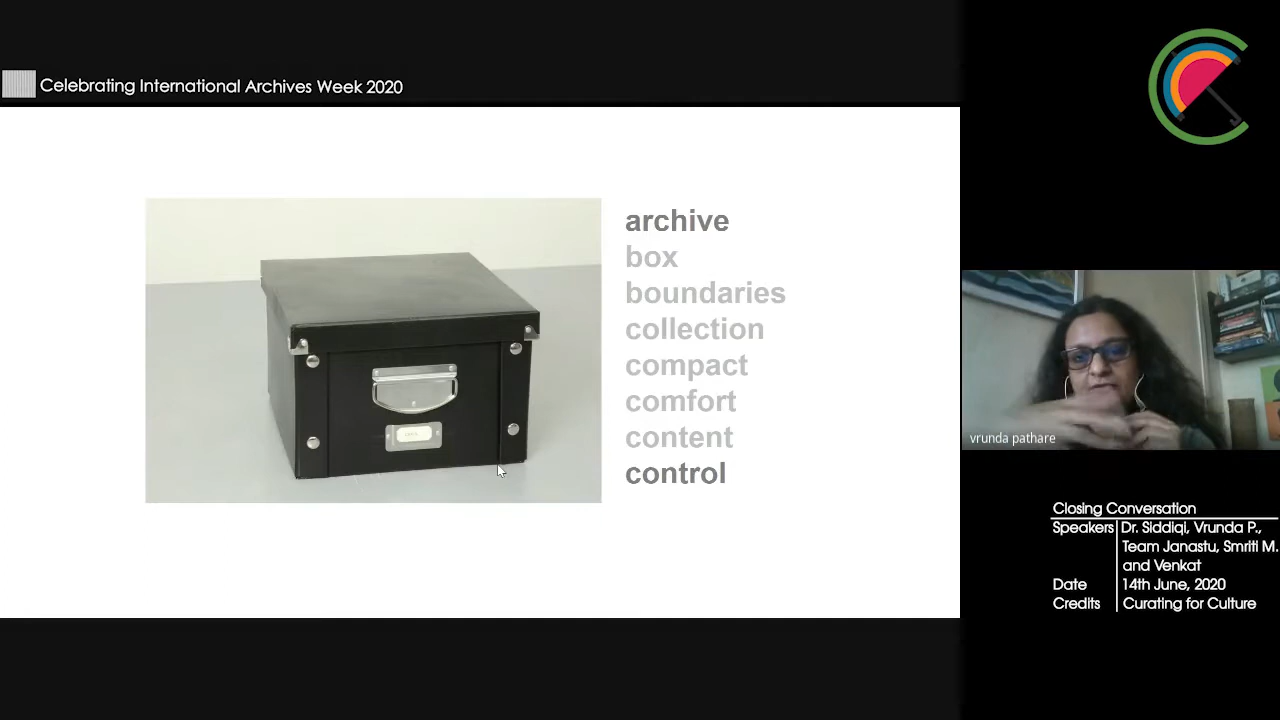 Celebrating International Archives Week 2020
archive
box
boundaries
collection
compact
comfort
content
control
vrunda pathare
Closing Conversation
Speakers Dr. Siddiqi, Vrunda P.,
Team Janastu, Smriti M.
and Venkat
Date 14th June, 2020
Credits Curating for Culture